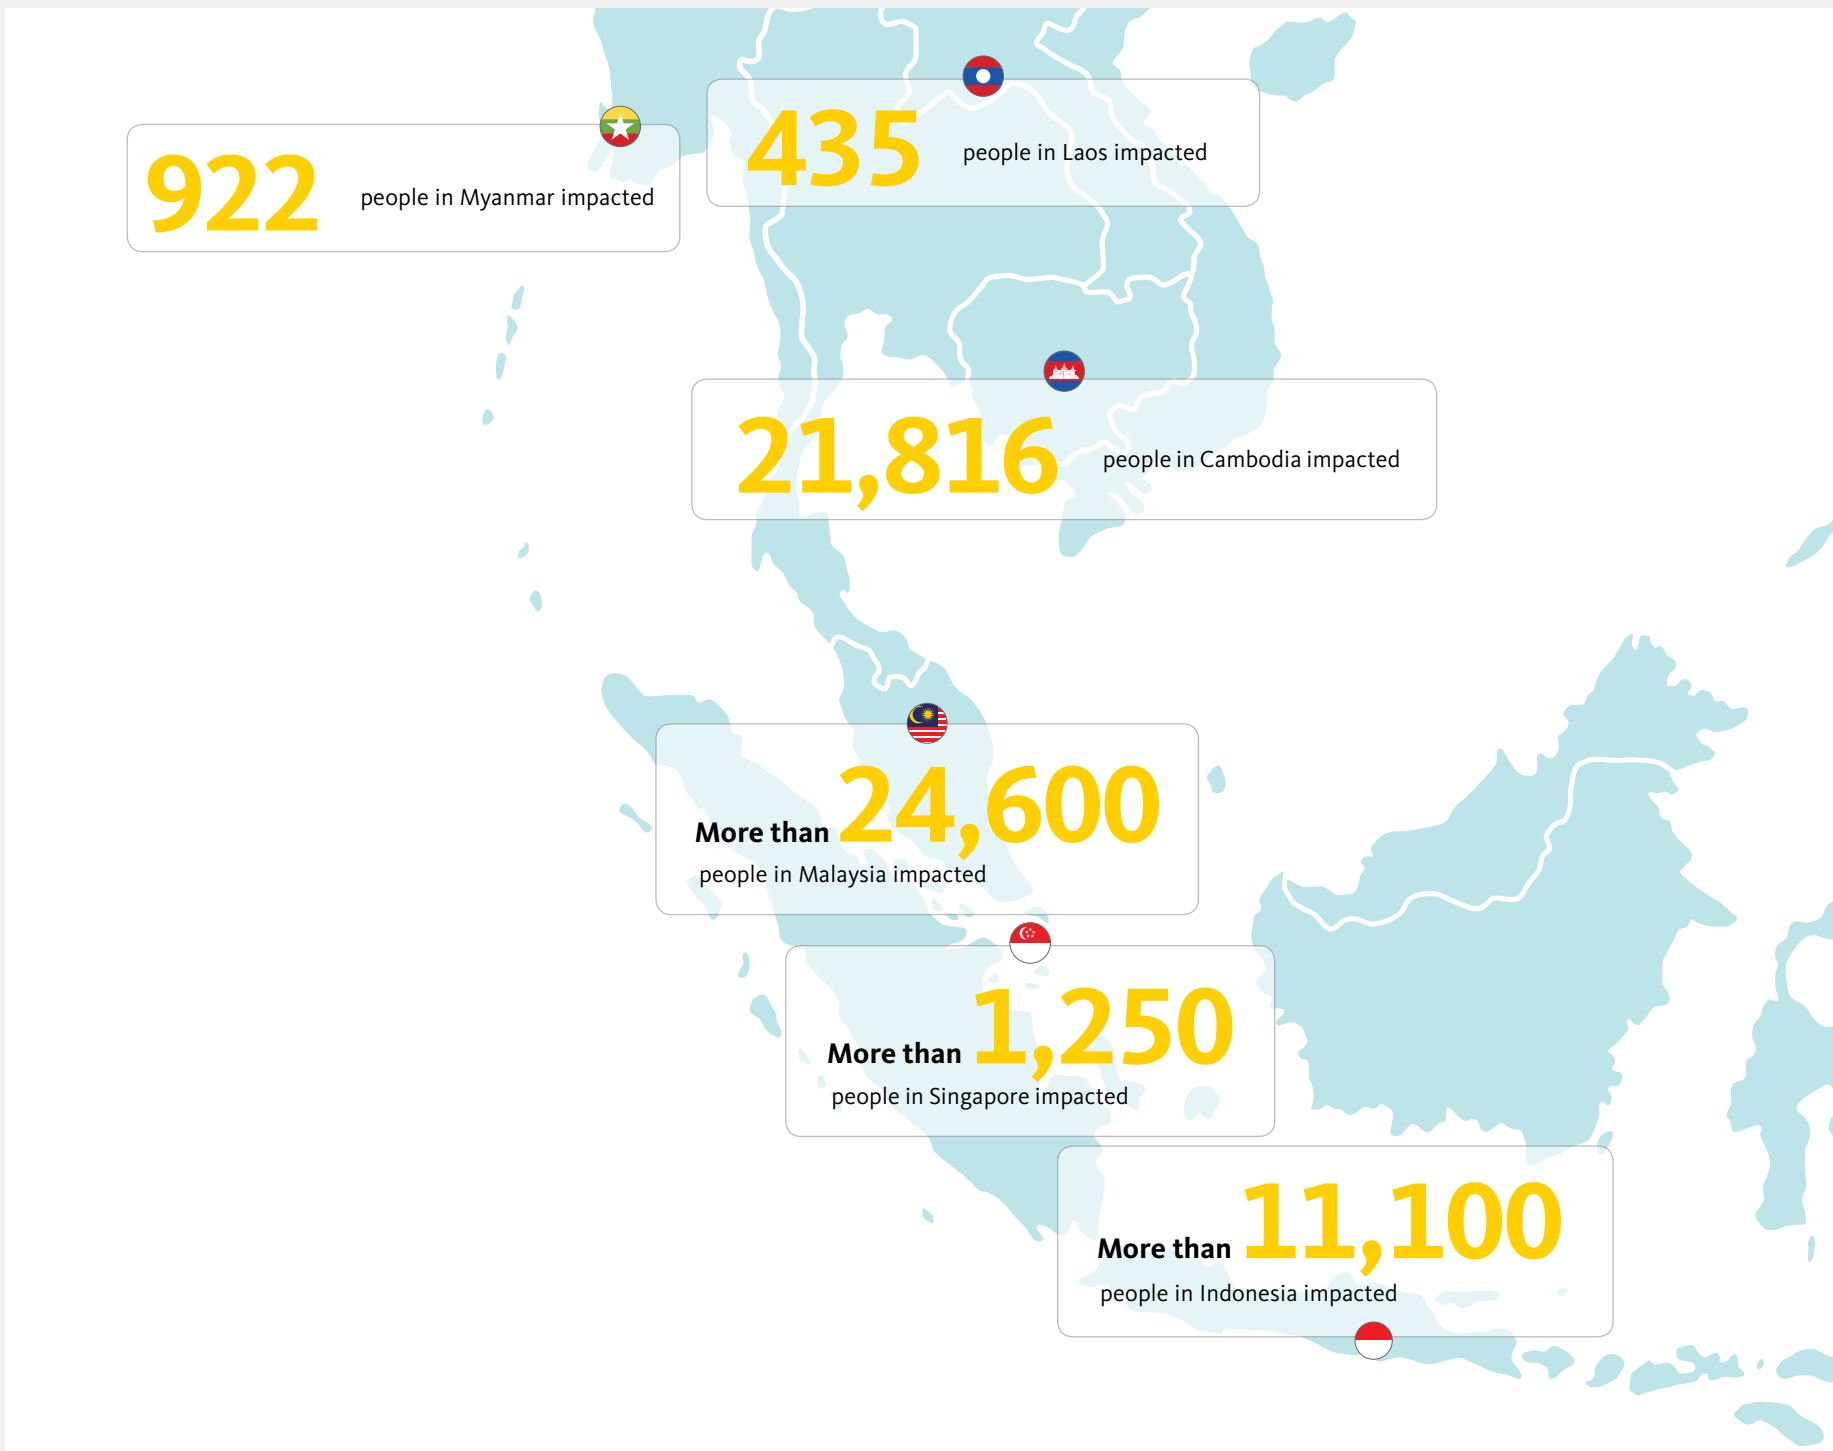 435
people in Laos impacted
922
people in Myanmar impacted
21,816
people in Cambodia impacted
More than 24,600
people in Malaysia impacted
More than 1,250
people in Singapore impacted
More than 11,100
people in Indonesia impacted